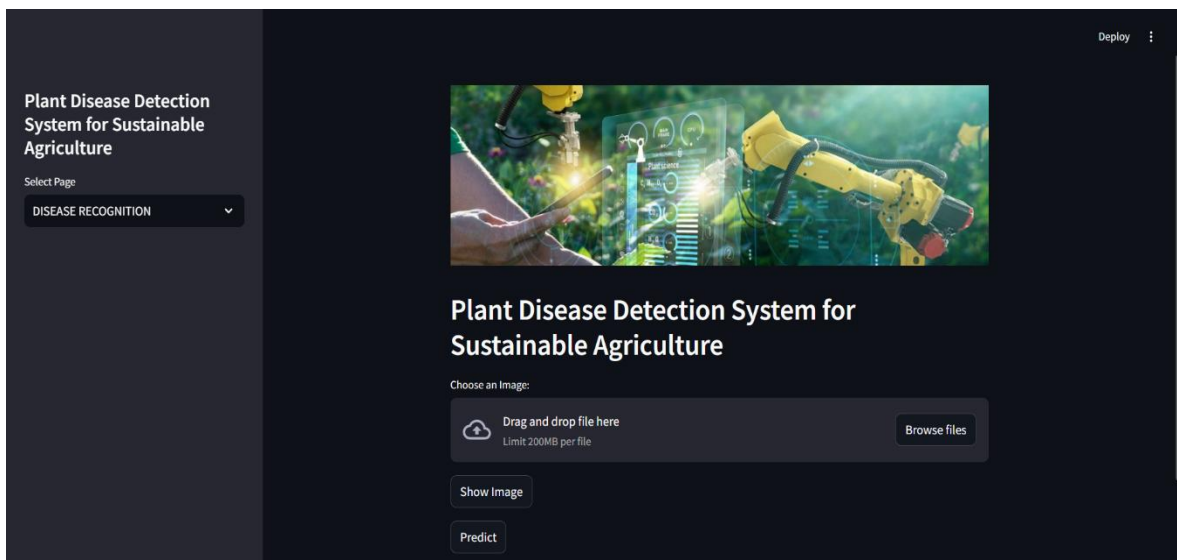 Deploy
Plant Disease Detection
System for Sustainable
Agriculture
Select Page
DISEASE RECOGNITION
Plant Disease Detection System for
Sustainable Agriculture
Choose an Image:
Drag and drop file here
Limit 200MB per file
Browse files
Show Image
Predict